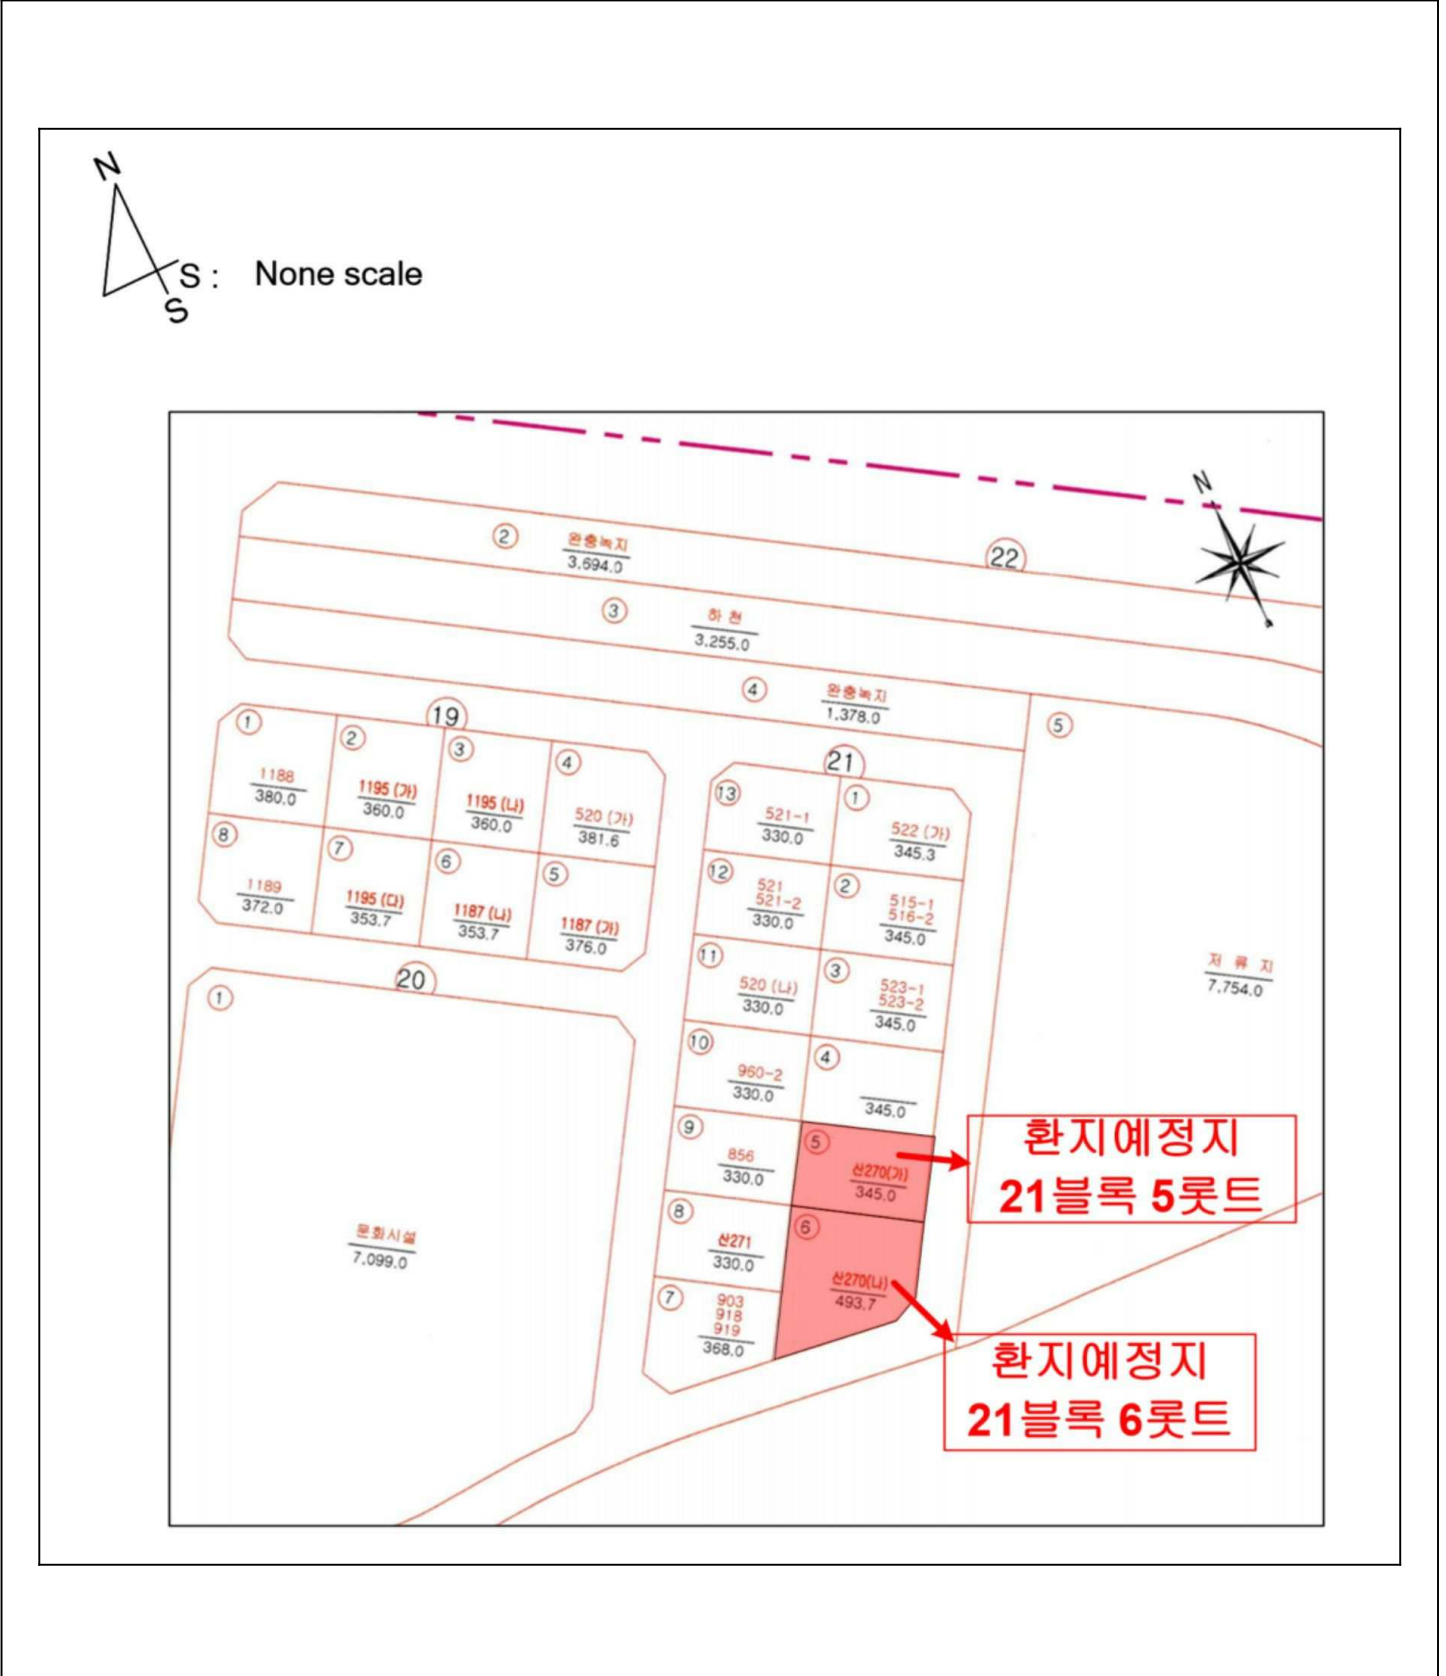 N
S : None scale
S
N
② 완충녹지
3,694.0
22
③ 하 천
3,255.0
④ 완충녹지
1,378.0
⑤
저 류 지
7,754.0
19
① 1188
380.0
② 1195 (가)
360.0
③ 1195 (나)
360.0
④ 520 (가)
381.6
⑧ 1189
372.0
⑦ 1195 (다)
353.7
⑥ 1187 (나)
353.7
⑤ 1187 (가)
376.0
20
①
문화시설
7,099.0
21
⑬ 521-1
330.0
① 522 (가)
345.3
⑫ 521
521-2
330.0
② 515-1
516-2
345.0
⑪ 520 (나)
330.0
③ 523-1
523-2
345.0
⑩ 960-2
330.0
④
345.0
⑨ 856
330.0
⑤ 산270(가)
345.0
⑧ 산271
330.0
⑥ 산270(나)
493.7
⑦ 903
918
919
368.0
환지예정지
21블록 5롯트
환지예정지
21블록 6롯트